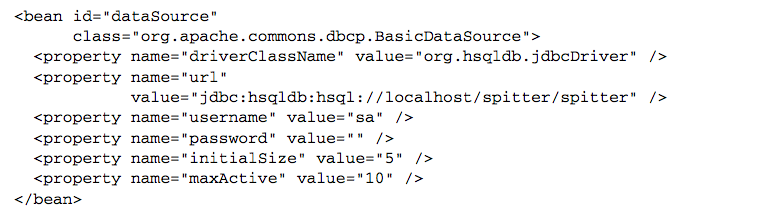 <bean id="dataSource"
class="org.apache.commons.dbcp.BasicDataSource">
<property name="driverClassName" value="org.hsqldb.jdbcDriver" />
<property name="url"
value="jdbc:hsqldb:hsql://localhost/spitter/spitter" />
<property name="username" value="sa" />
<property name="password" value="" />
<property name="initialSize" value="5" />
<property name="maxActive" value="10" />
</bean>